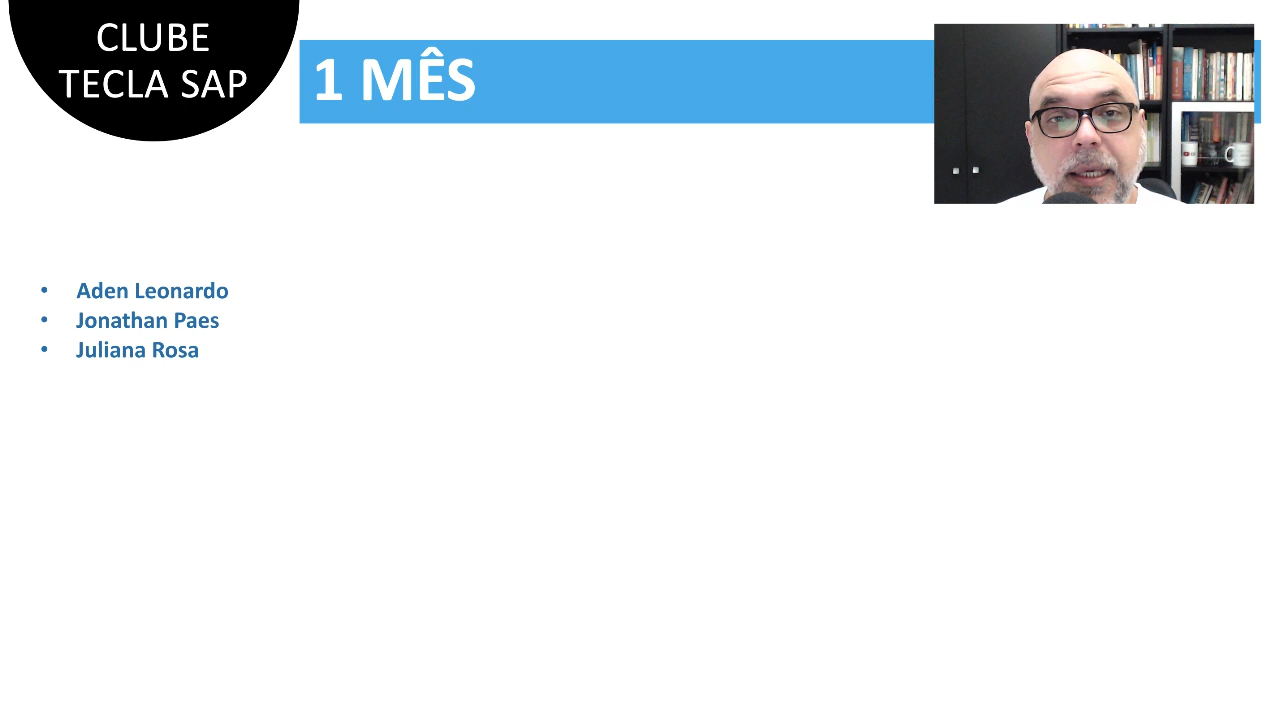 CLUBE
TECLA SAP
1 MÊS
• Aden Leonardo
• Jonathan Paes
• Juliana Rosa